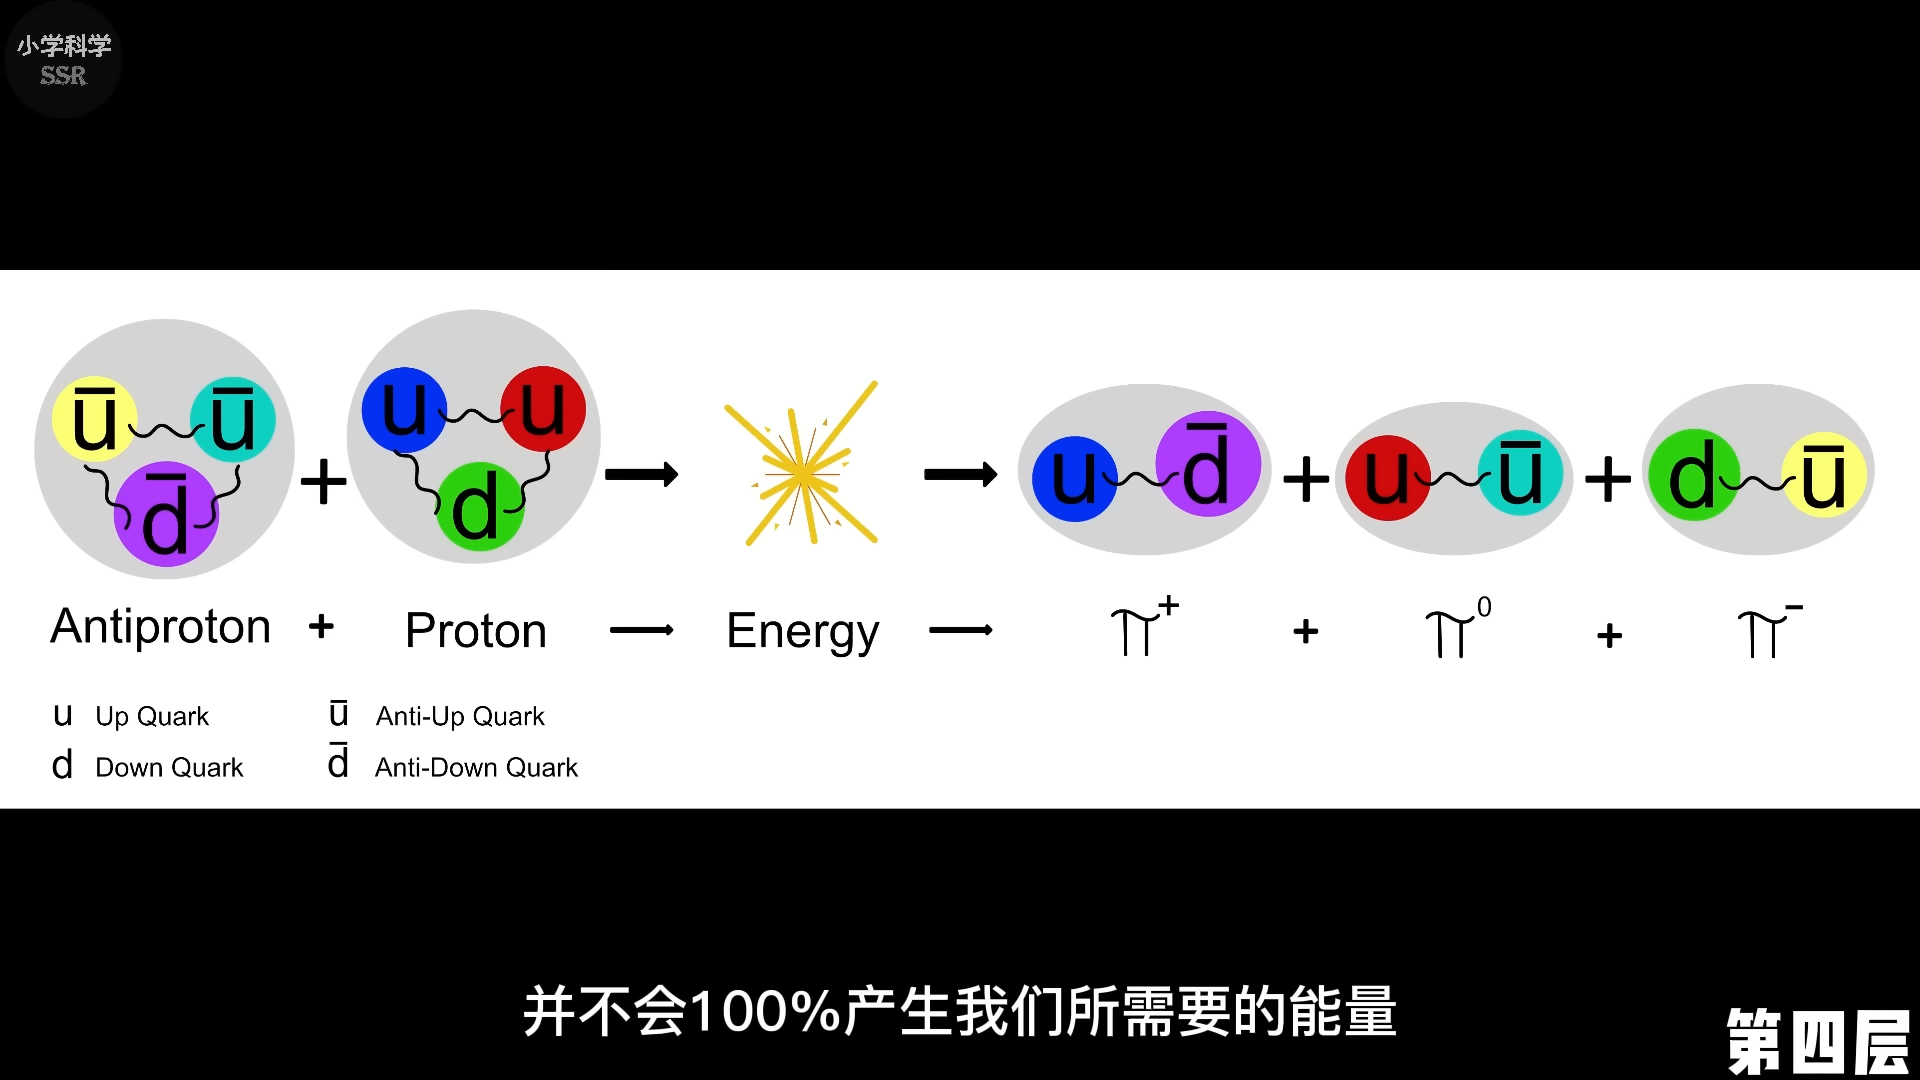 小学科学
SSR
ū ū d̄ + u u d → → u d̄ + u ū + d ū
Antiproton + Proton → Energy → π⁺ + π⁰ + π⁻
u Up Quark ū Anti-Up Quark
d Down Quark d̄ Anti-Down Quark
并不会100%产生我们所需要的能量
第四层